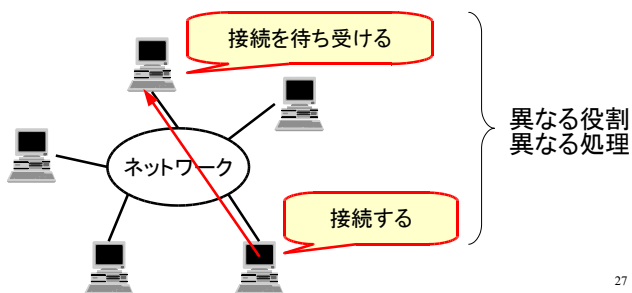 接続を待ち受ける
異なる役割
異なる処理
ネットワーク
接続する
27